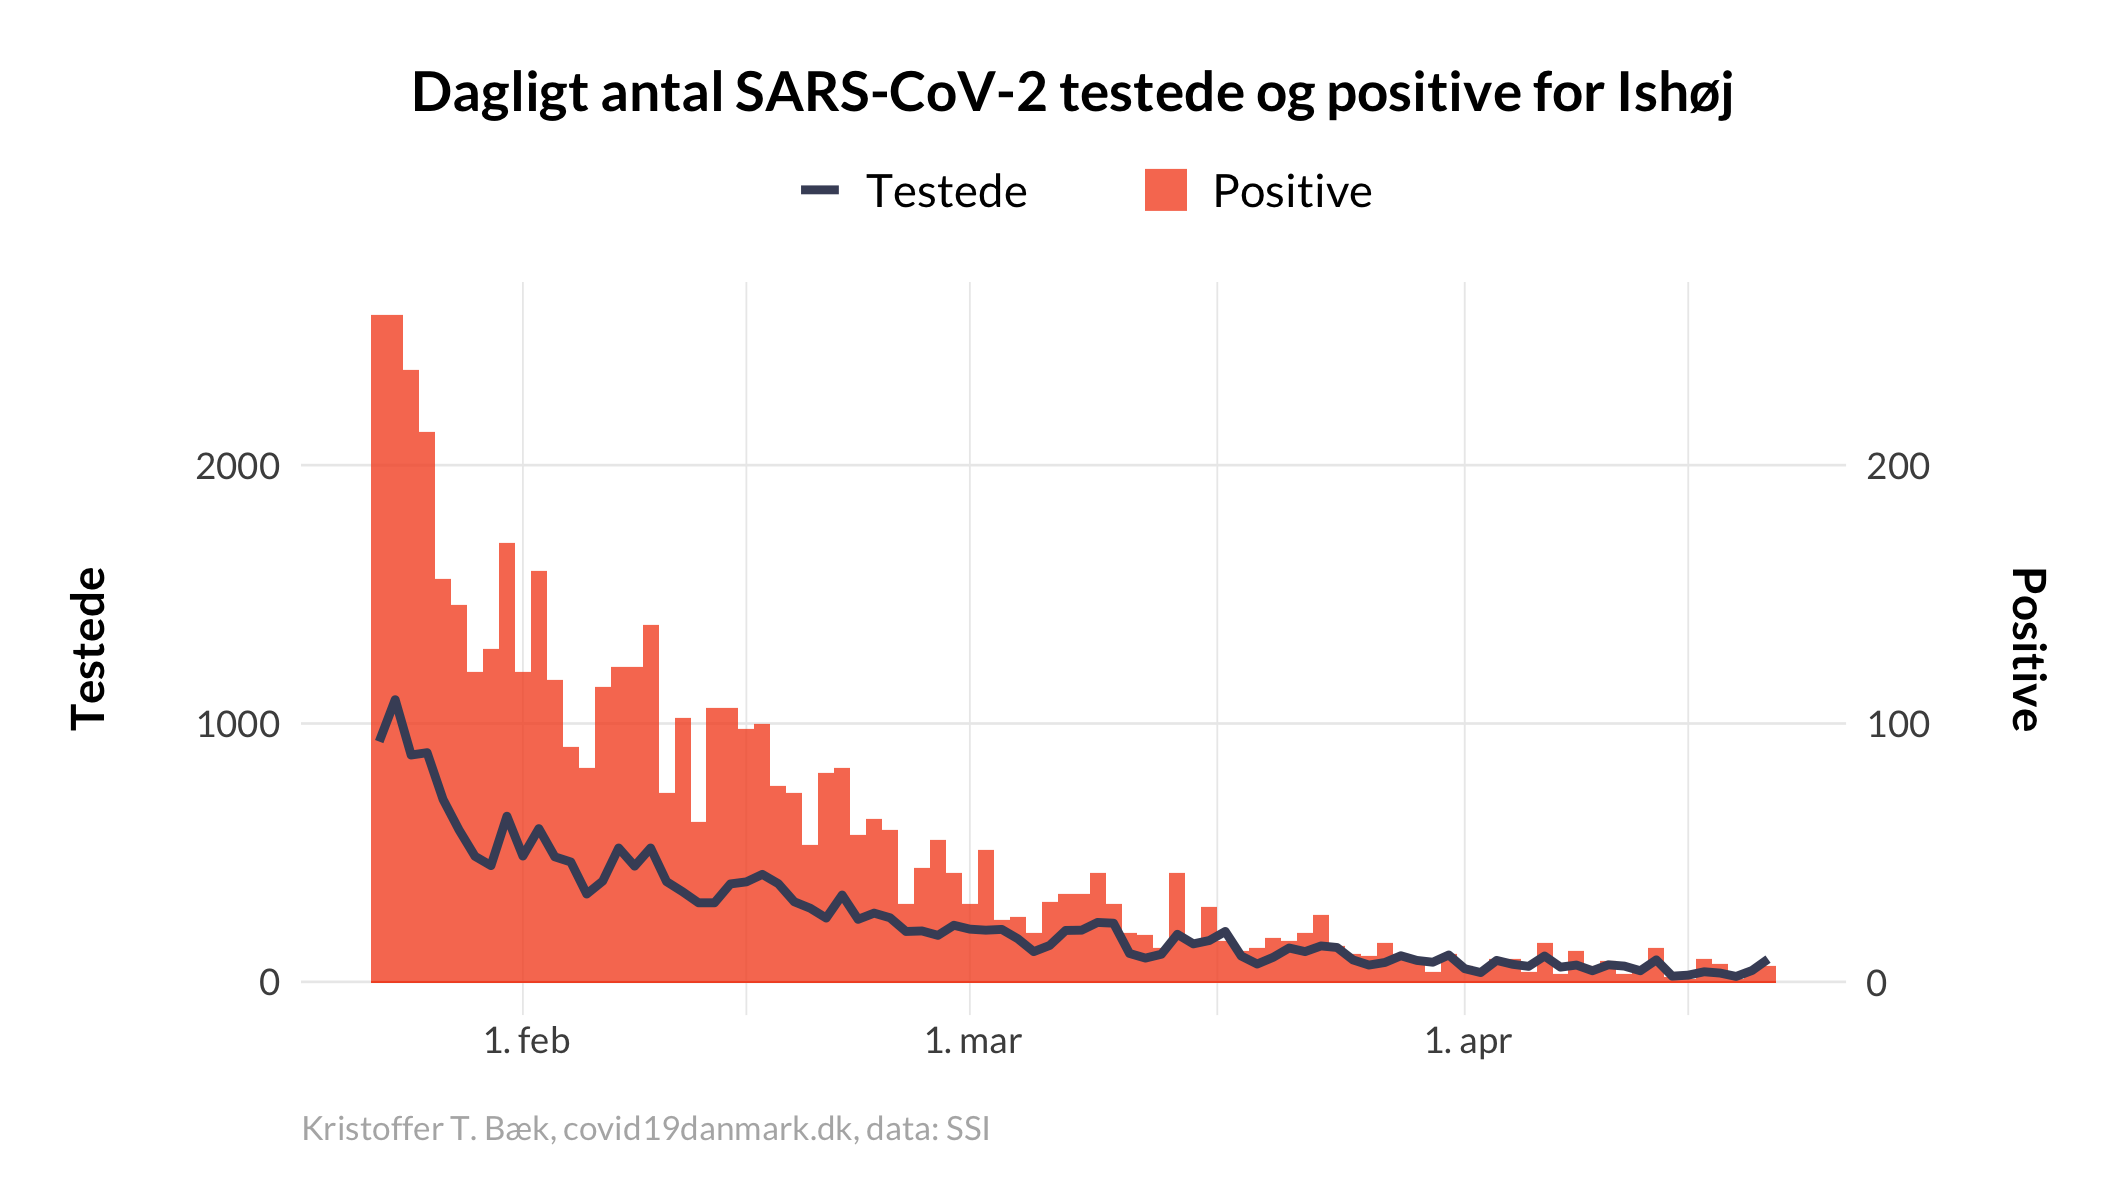 Dagligt antal SARS-CoV-2 testede og positive for Ishøj
Testede
Positive
2000
200
Testede
Positive
1000
100
0
0
1. feb
1. mar
1. apr
Kristoffer T. Bæk, covid19danmark.dk, data: SSI